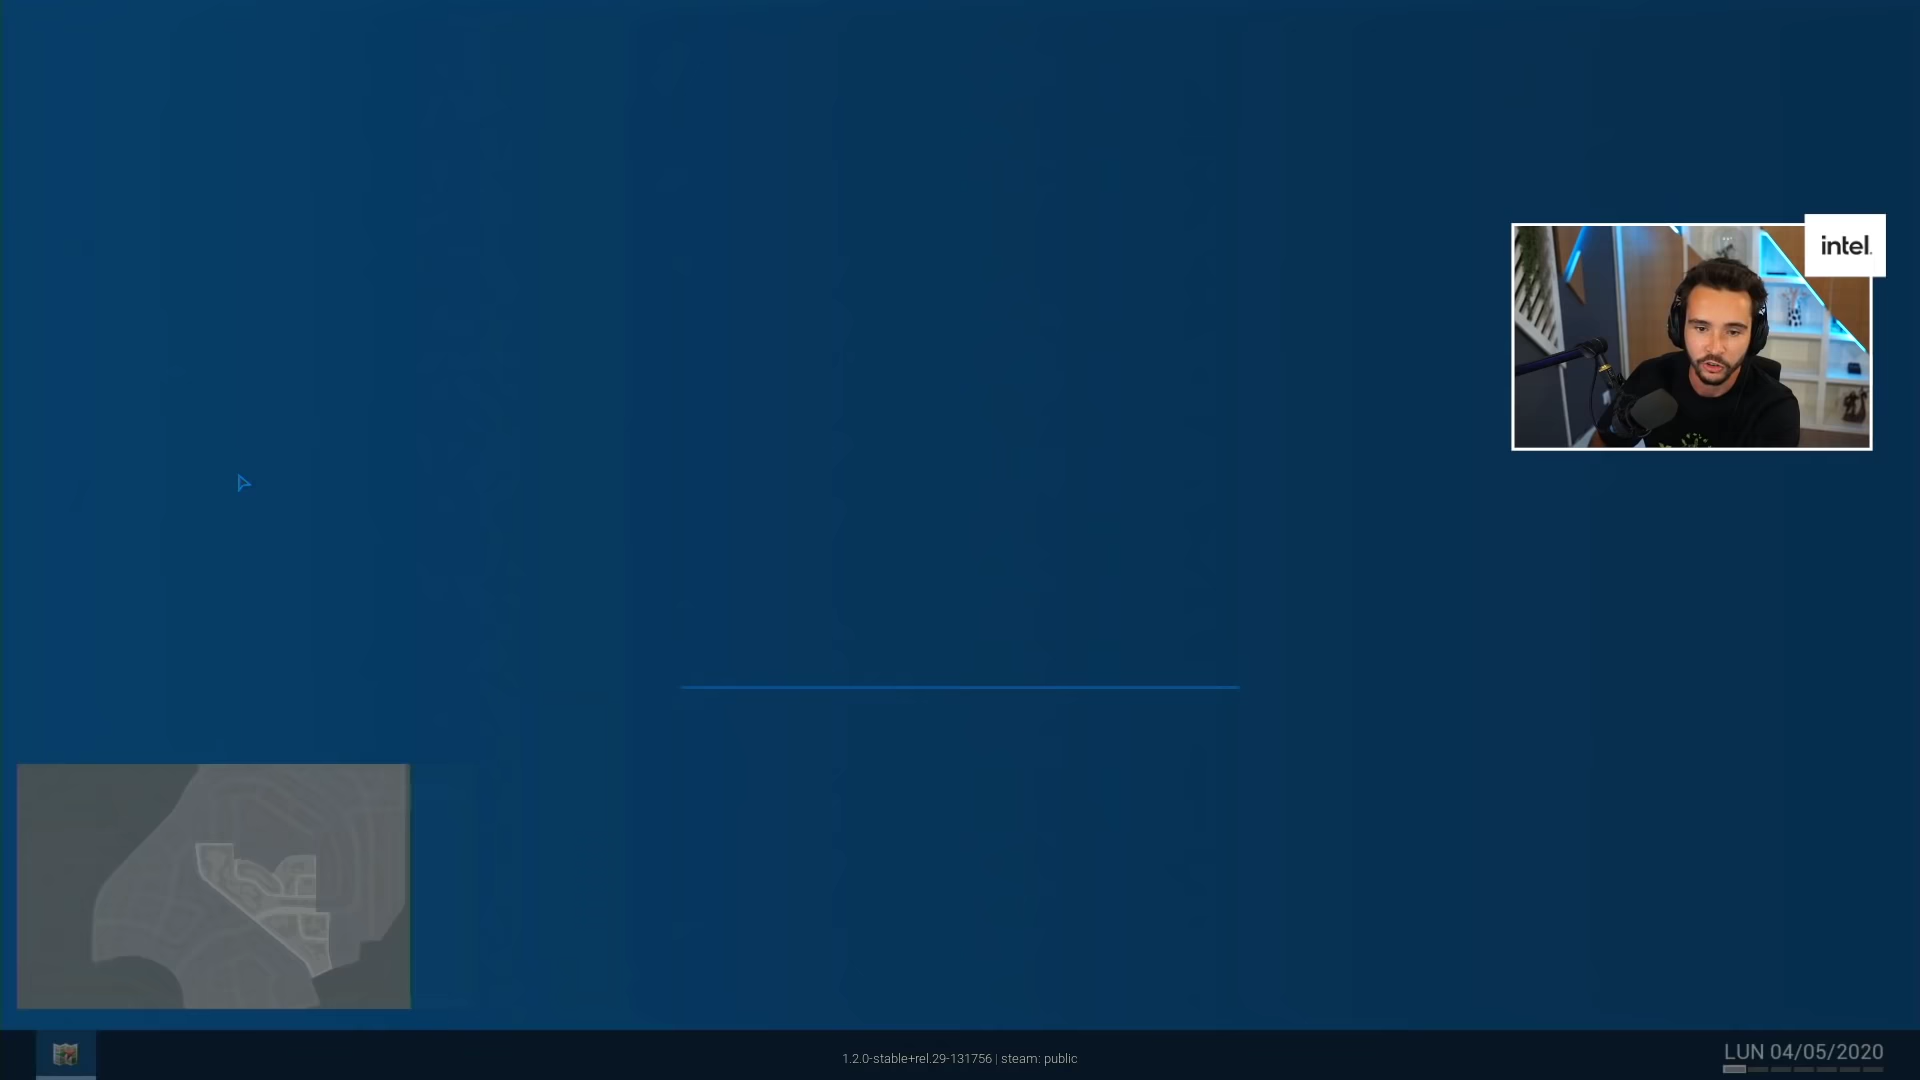 intel.
1.2.0-stable+rel.29-131756 | steam: public
LUN 04/05/2020